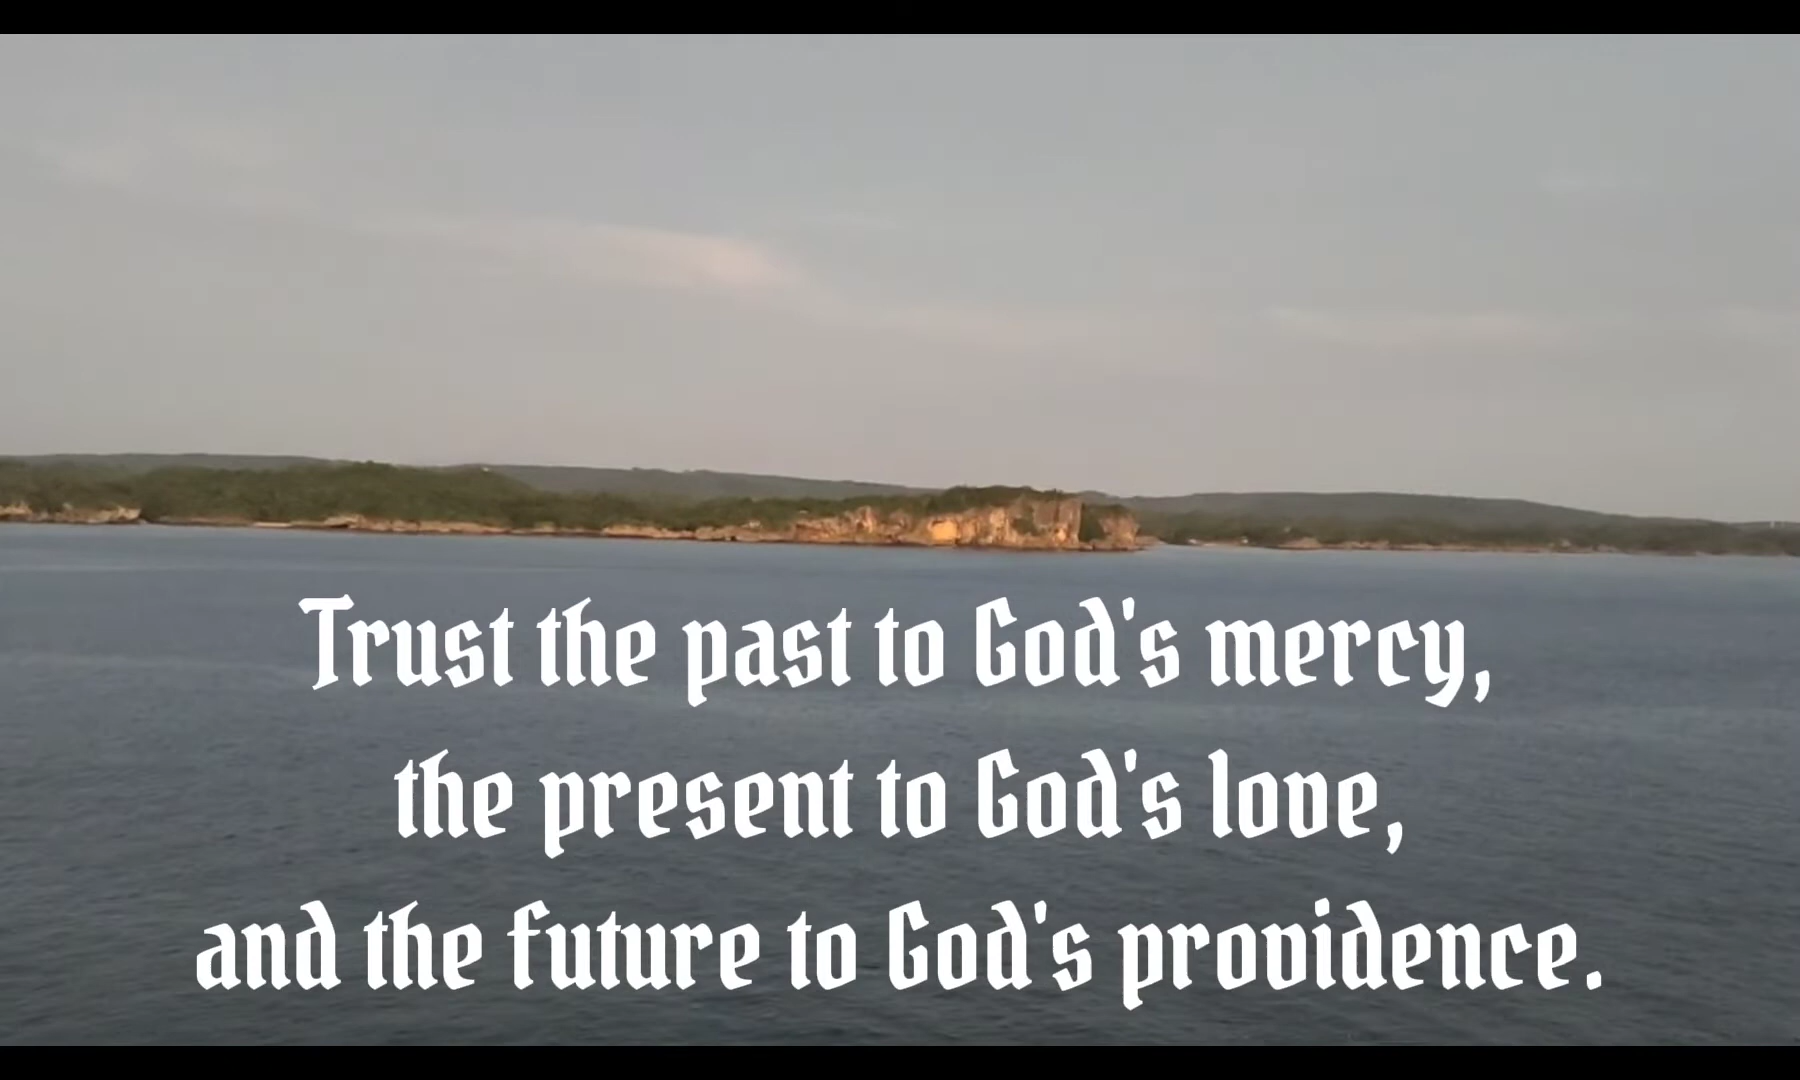 Trust the past to God's mercy,
the present to God's love,
and the future to God's providence.